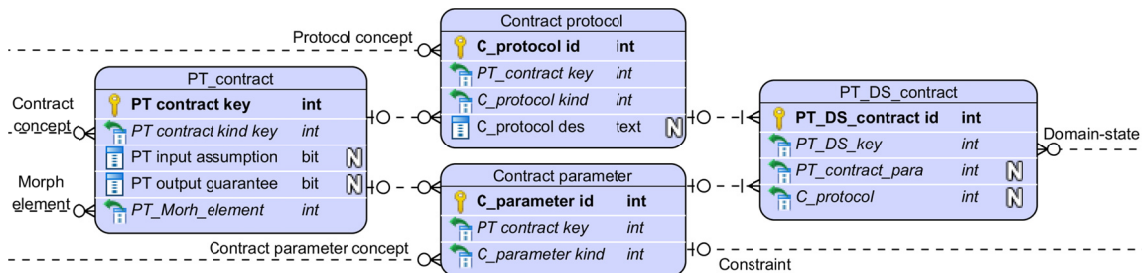 Protocol concept
Contract concept
Morph element
Contract parameter concept
PT_contract
PT contract key int
PT contract kind key int
PT input assumption bit N
PT output guarantee bit N
PT_Morh_element int
Contract protocol
C_protocol id int
PT_contract key int
C_protocol kind int
C_protocol des text N
Contract parameter
C_parameter id int
PT contract key int
C_parameter kind int
PT_DS_contract
PT_DS_contract id int
PT_DS_key int
PT_contract_para int N
C_protocol int N
Domain-state
Constraint